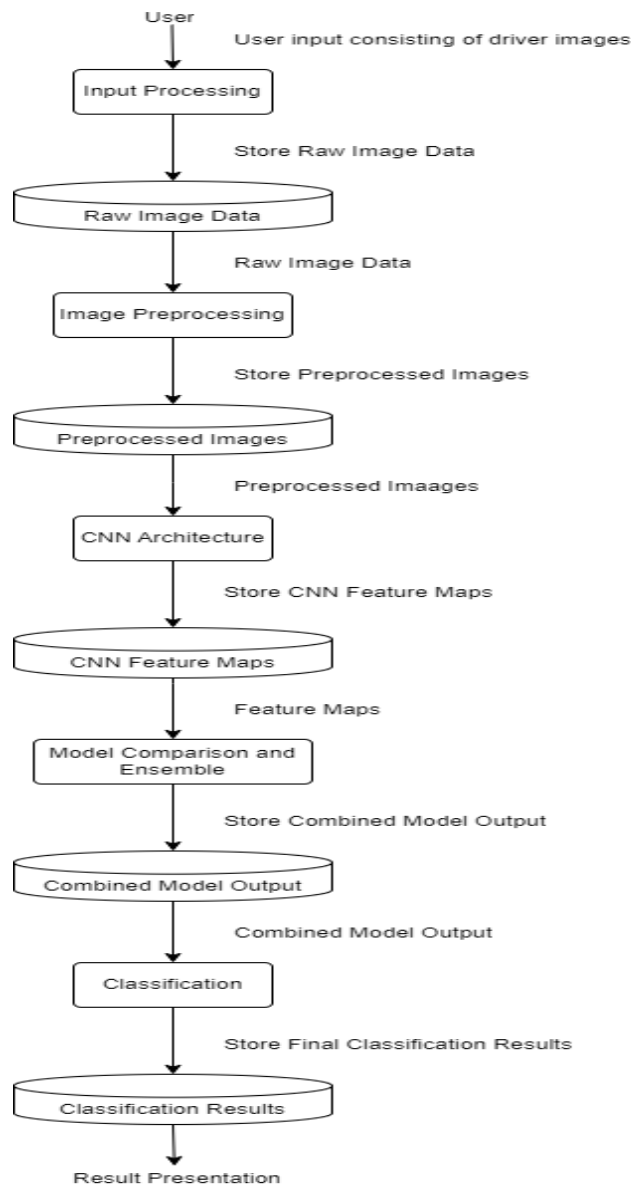 User
User input consisting of driver images
Input Processing
Store Raw Image Data
Raw Image Data
Raw Image Data
Image Preprocessing
Store Preprocessed Images
Preprocessed Images
Preprocessed Imaages
CNN Architecture
Store CNN Feature Maps
CNN Feature Maps
Feature Maps
Model Comparison and
Ensemble
Store Combined Model Output
Combined Model Output
Combined Model Output
Classification
Store Final Classification Results
Classification Results
Result Presentation